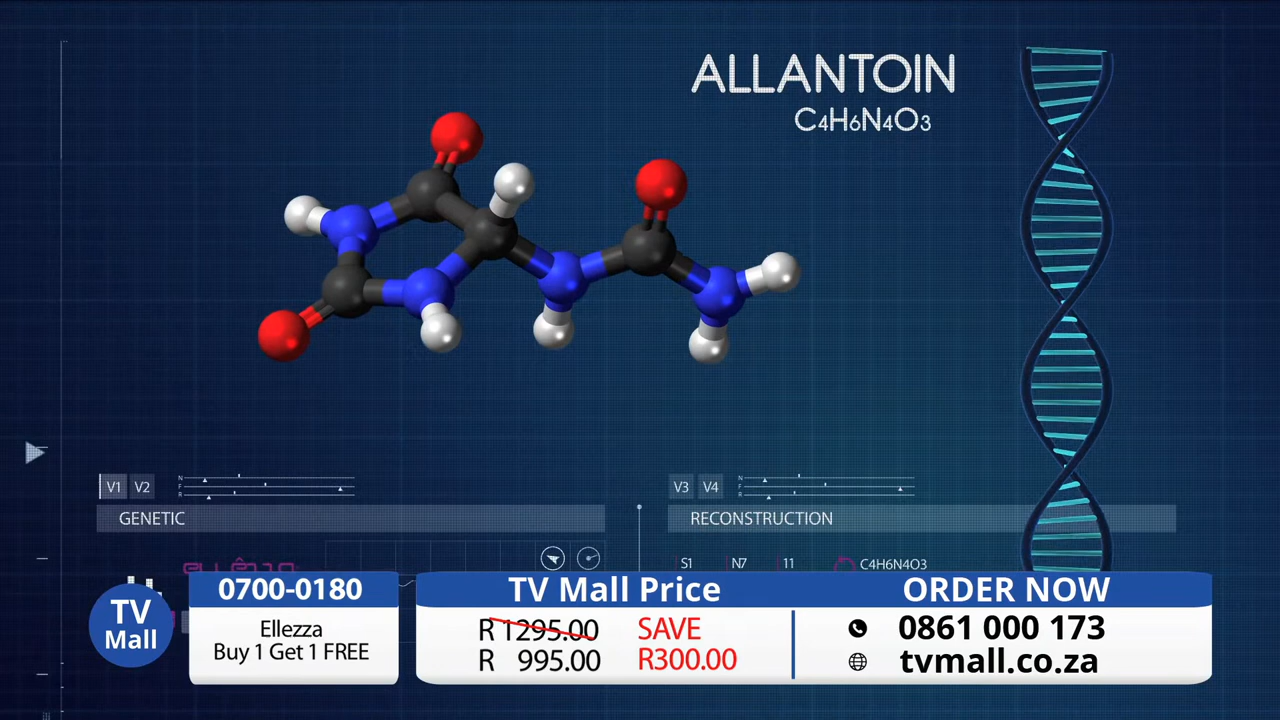 ALLANTOIN
C4H6N4O3
V1 V2
N
F
R
V3 V4
N
F
R
GENETIC
RECONSTRUCTION
S1 N7 11 C4H6N4O3
TV
Mall
0700-0180
Ellezza
Buy 1 Get 1 FREE
TV Mall Price
R 1295.00 SAVE
R 995.00 R300.00
ORDER NOW
0861 000 173
tvmall.co.za